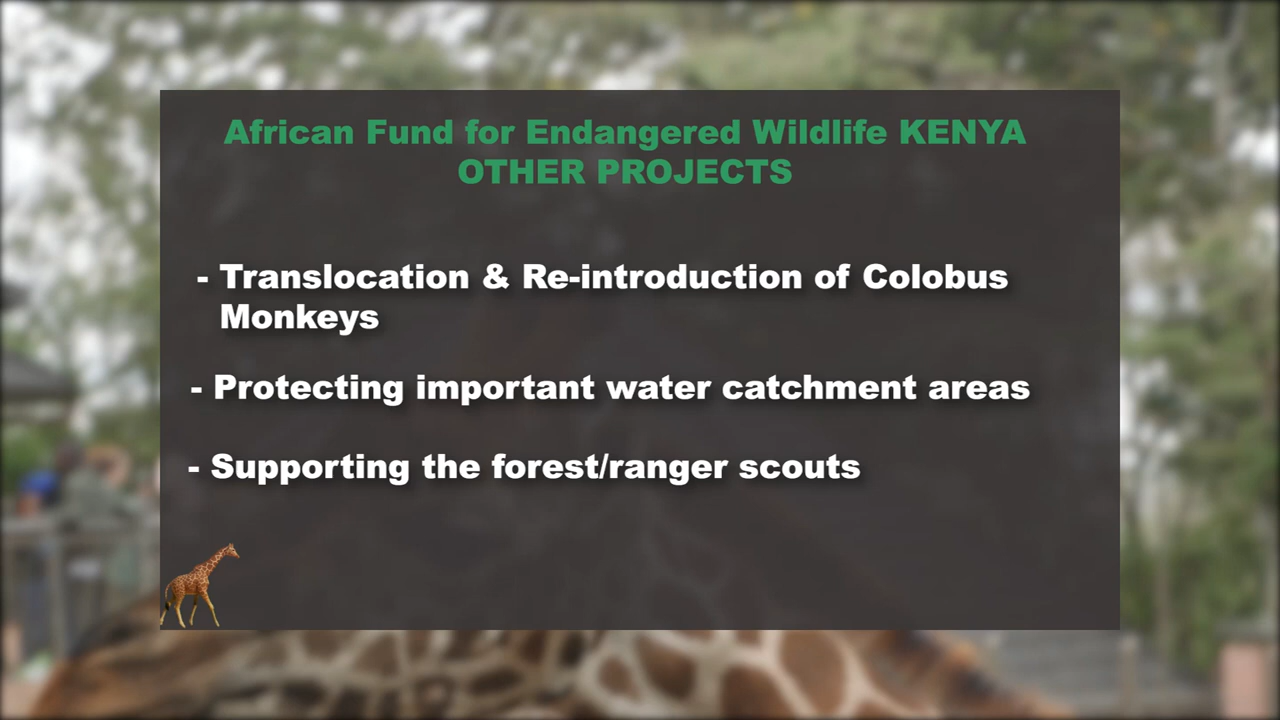 African Fund for Endangered Wildlife KENYA
OTHER PROJECTS
- Translocation & Re-introduction of Colobus
Monkeys
- Protecting important water catchment areas
- Supporting the forest/ranger scouts